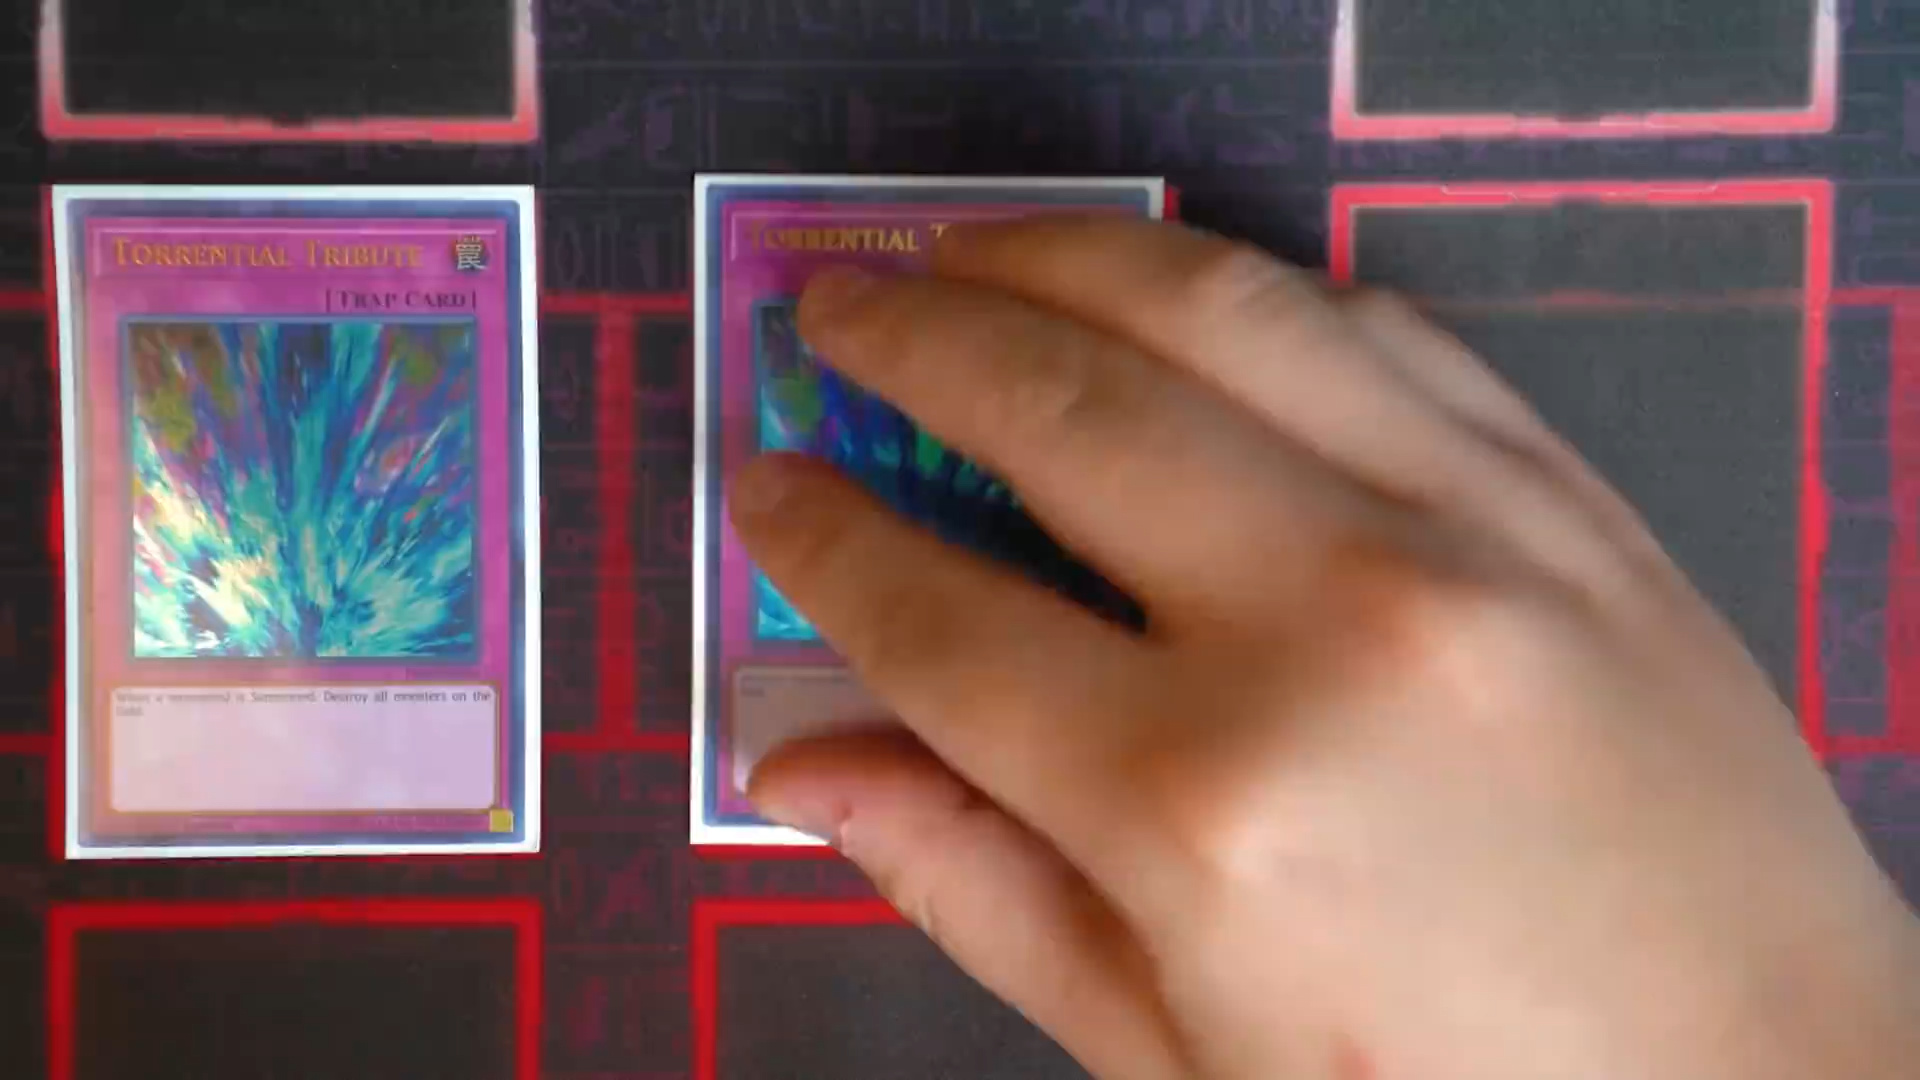 TORRENTIAL TRIBUTE
[TRAP CARD]
When a monster is Summoned: Destroy all monsters on the
field.
TORRENTIAL T